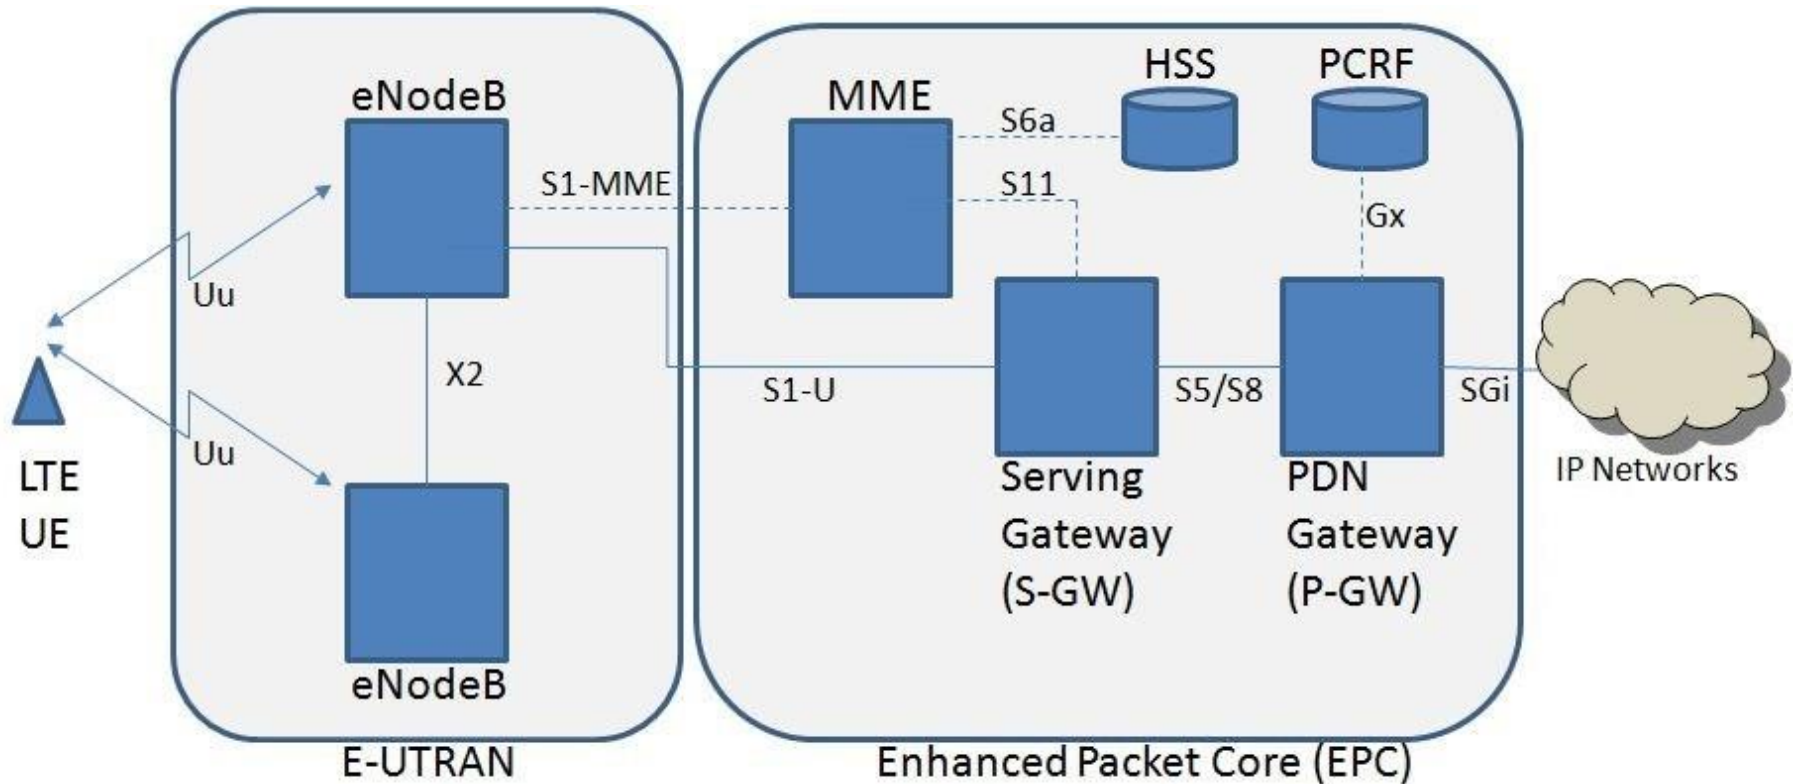 HSS
PCRF
eNodeB
MME
S6a
S1-MME
S11
Gx
Uu
X2
S1-U
S5/S8
SGi
Uu
LTE
UE
IP Networks
Serving
Gateway
(S-GW)
PDN
Gateway
(P-GW)
eNodeB
E-UTRAN
Enhanced Packet Core (EPC)